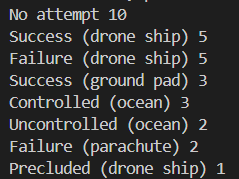 No attempt 10
Success (drone ship) 5
Failure (drone ship) 5
Success (ground pad) 3
Controlled (ocean) 3
Uncontrolled (ocean) 2
Failure (parachute) 2
Precluded (drone ship) 1